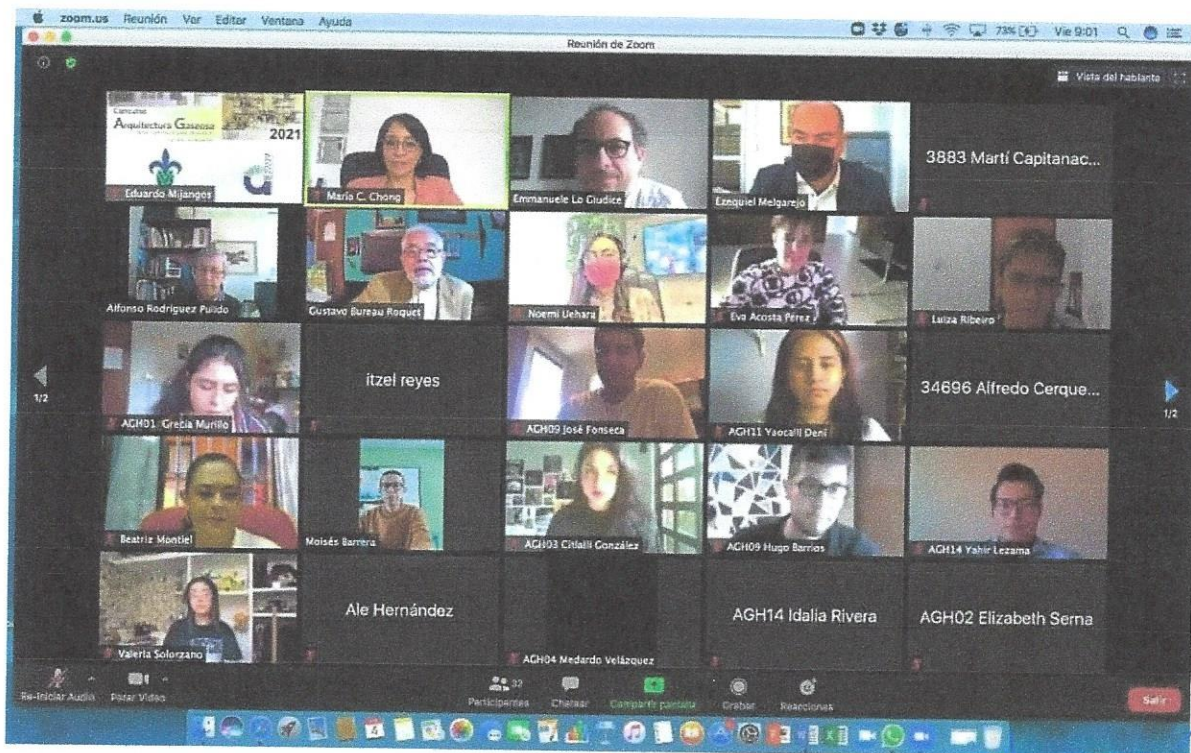 zoom.us Reunión Ver Editar Ventana Ayuda
73% Vie 9:01
Reunión de Zoom
Vista del hablante
Concurso
Arquitectura Gaseosa
2021
Eduardo Mijangos
María C. Chong
Emmanuele Lo Giudice
Ezequiel Melgarejo
3883 Martí Capitanac...
Alfonso Rodríguez Pulido
Gustavo Bureau Roquet
Noemi Uehara
Eva Acosta Pérez
Luiza Ribeiro
1/2
AGH01 Grecia Murillo
itzel reyes
AGH09 José Fonseca
AGH11 Yaocalli Deni
34696 Alfredo Cerque...
1/2
Beatriz Montiel
Moisés Barrera
AGH03 Citlalli González
AGH09 Hugo Barrios
AGH14 Yahir Lezama
Valeria Solorzano
Ale Hernández
AGH04 Medardo Velázquez
AGH14 Idalia Rivera
AGH02 Elizabeth Serna
Re-Iniciar Audio
Parar Video
Participantes 32
Chatear
Compartir pantalla
Grabar
Reacciones
Salir